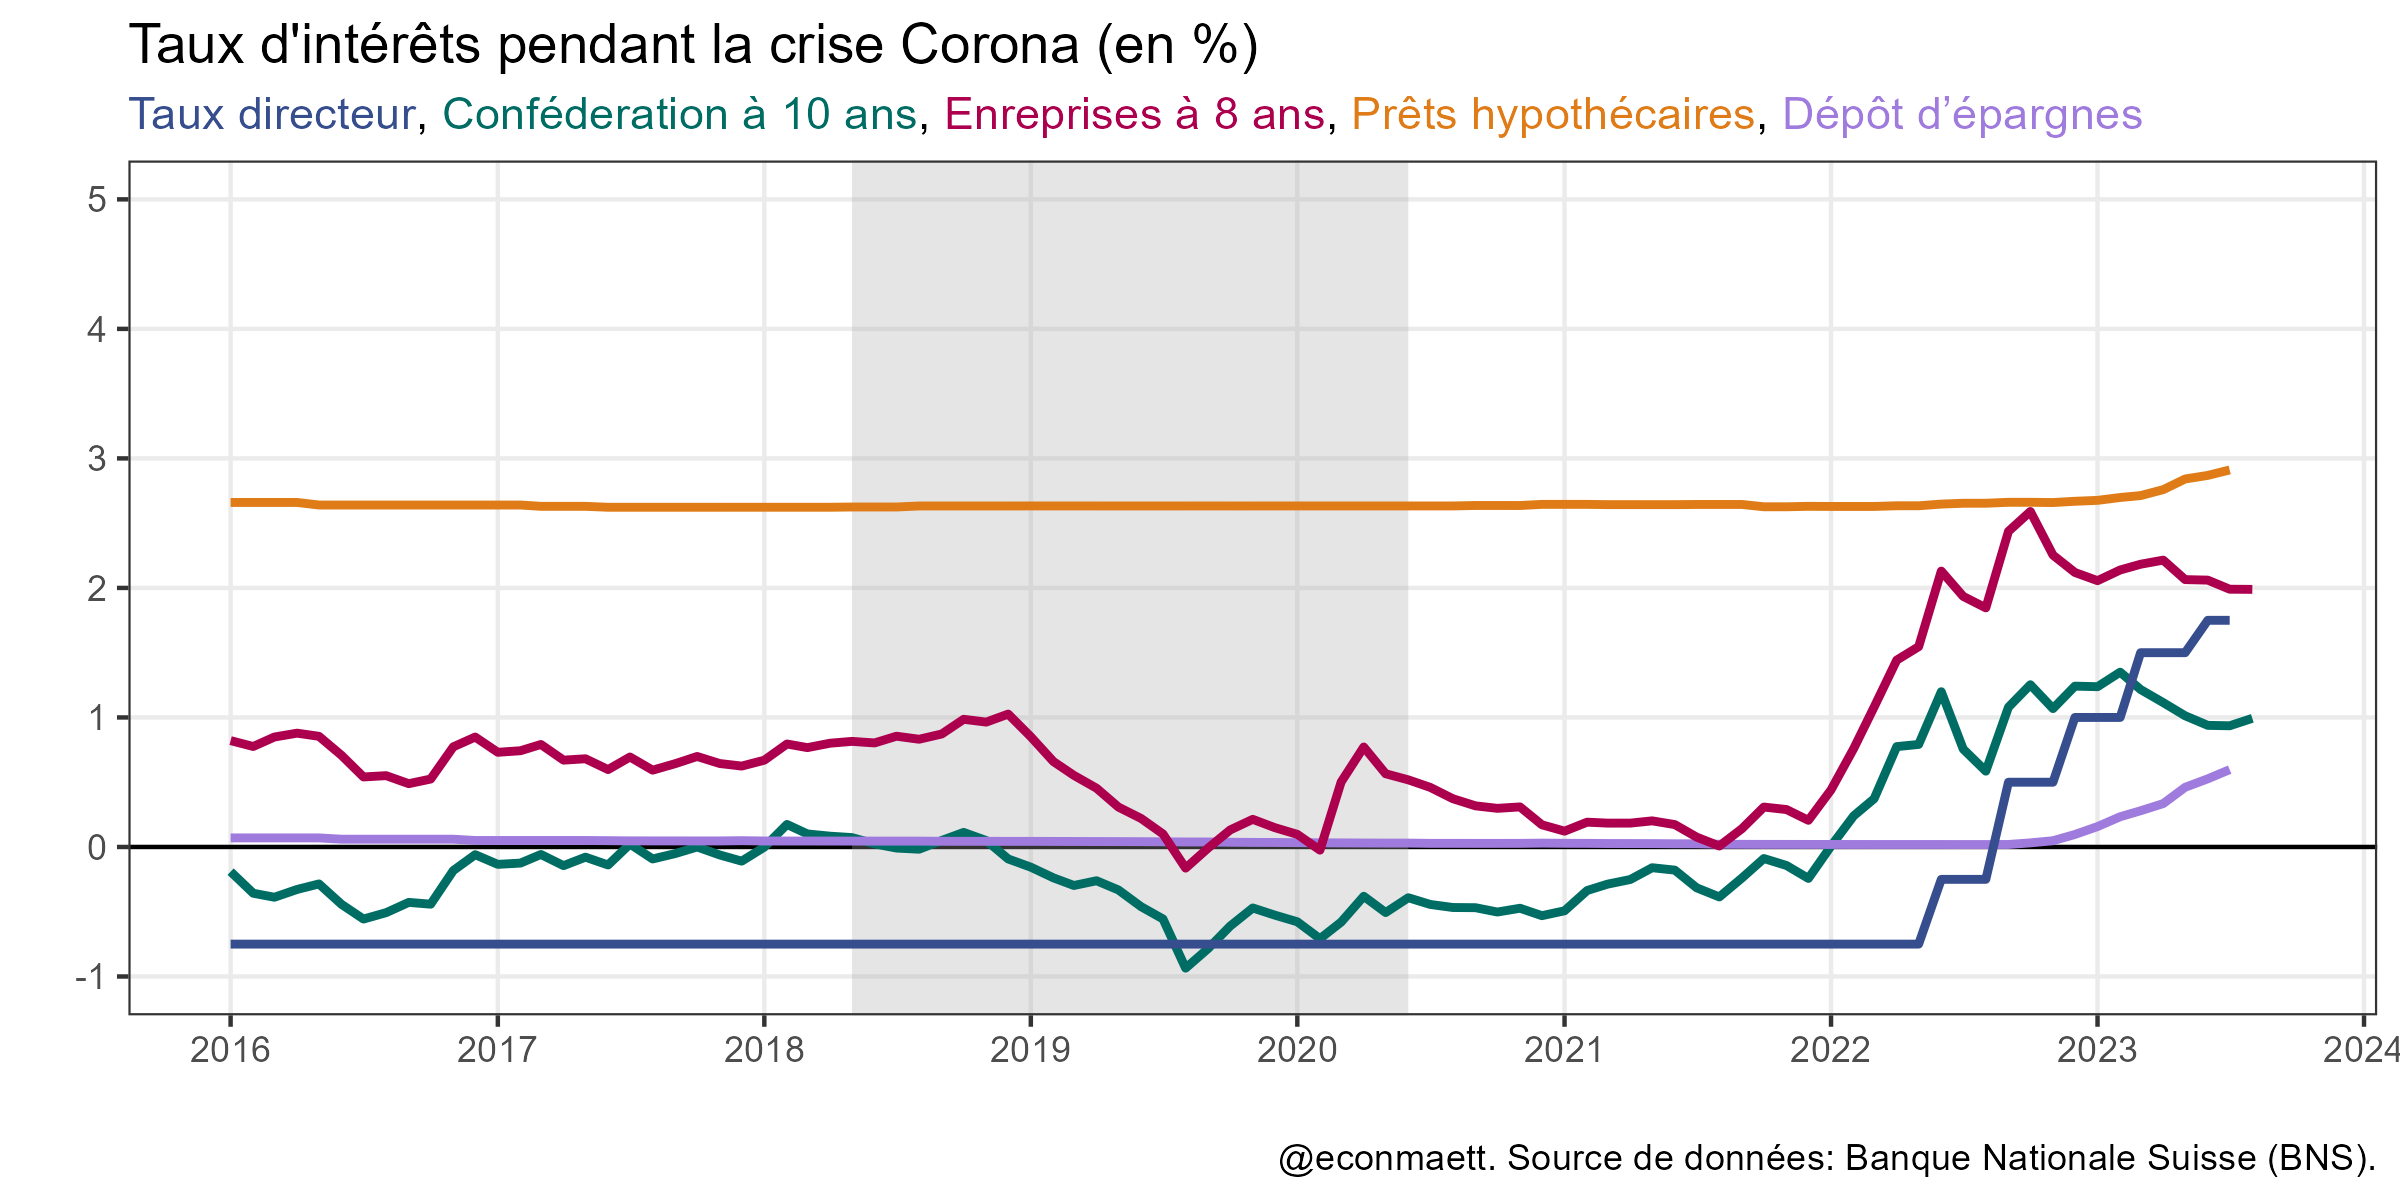 Taux d'intérêts pendant la crise Corona (en %)
Taux directeur, Conféderation à 10 ans, Enreprises à 8 ans, Prêts hypothécaires, Dépôt d’épargnes
5
4
3
2
1
0
-1
2016 2017 2018 2019 2020 2021 2022 2023 2024
@econmaett. Source de données: Banque Nationale Suisse (BNS).